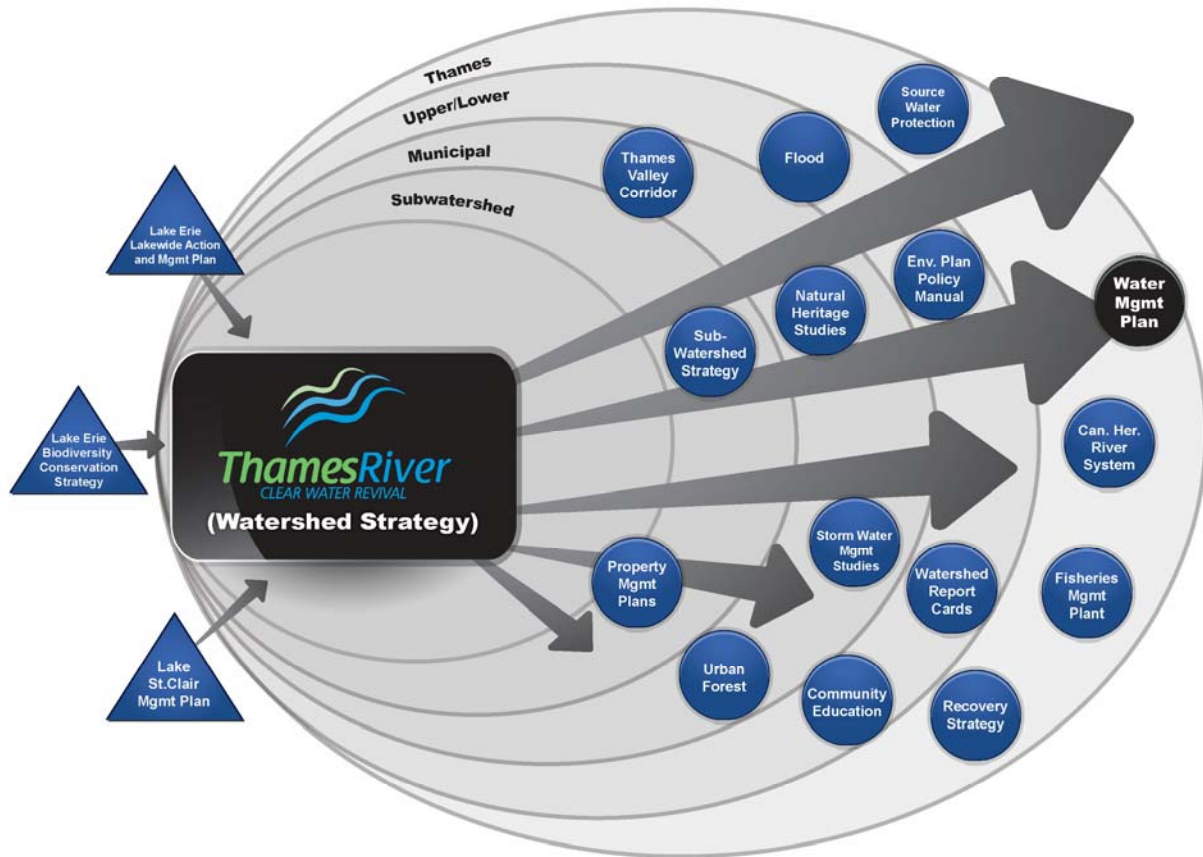 Thames
Upper/Lower
Municipal
Subwatershed
Source
Water
Protection
Flood
Thames
Valley
Corridor
Lake Erie
Lakewide Action
and Mgmt Plan
Env. Plan
Policy
Manual
Natural
Heritage
Studies
Sub-
Watershed
Strategy
Water
Mgmt
Plan
Lake Erie
Biodiversity
Conservation
Strategy
ThamesRiver
CLEAR WATER REVIVAL
(Watershed Strategy)
Can. Her.
River
System
Storm Water
Mgmt
Studies
Property
Mgmt
Plans
Watershed
Report
Cards
Fisheries
Mgmt
Plant
Lake
St.Clair
Mgmt Plan
Urban
Forest
Community
Education
Recovery
Strategy